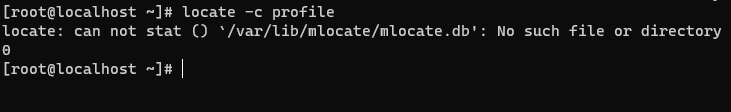 [root@localhost ~]# locate -c profile
locate: can not stat () `/var/lib/mlocate/mlocate.db': No such file or directory
0
[root@localhost ~]#